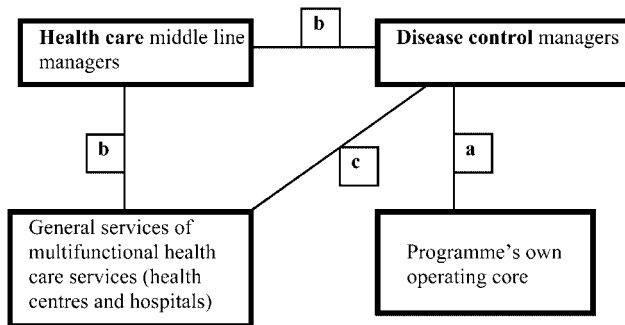 b
Health care middle line
managers
Disease control managers
b
c
a
General services of
multifunctional health
care services (health
centres and hospitals)
Programme's own
operating core